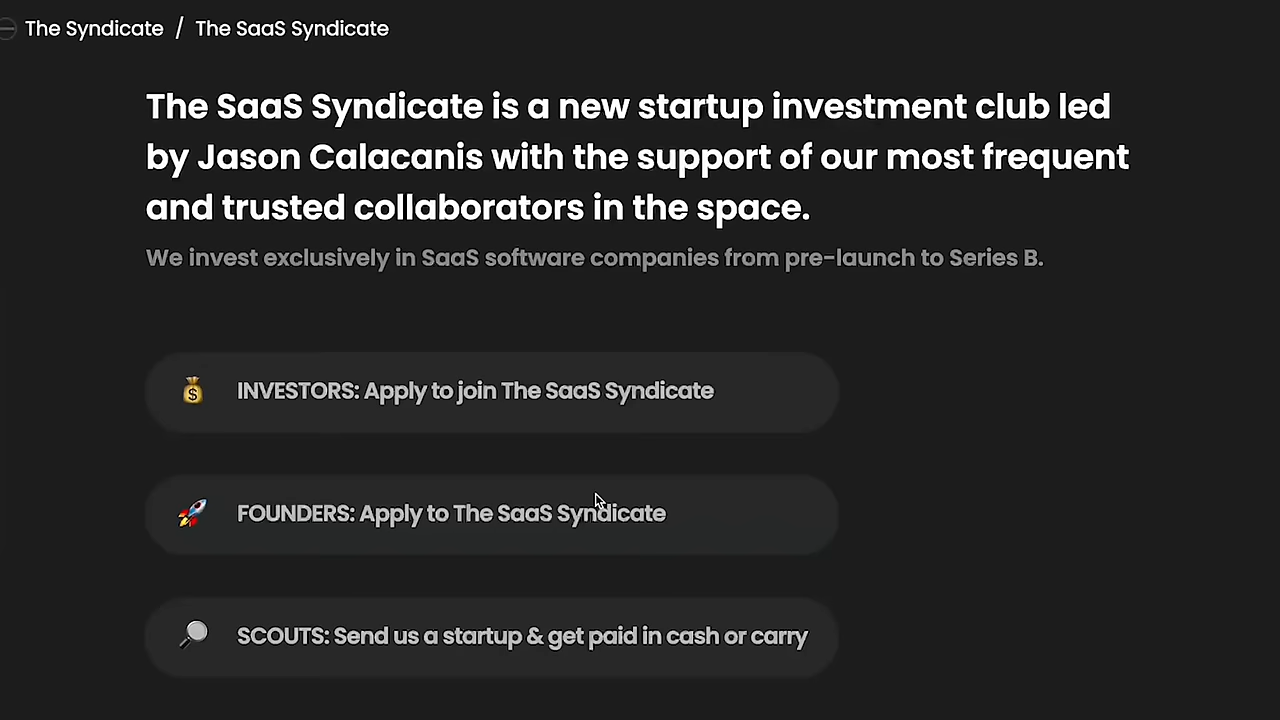 The Syndicate / The SaaS Syndicate
The SaaS Syndicate is a new startup investment club led
by Jason Calacanis with the support of our most frequent
and trusted collaborators in the space.
We invest exclusively in SaaS software companies from pre-launch to Series B.
INVESTORS: Apply to join The SaaS Syndicate
FOUNDERS: Apply to The SaaS Syndicate
SCOUTS: Send us a startup & get paid in cash or carry